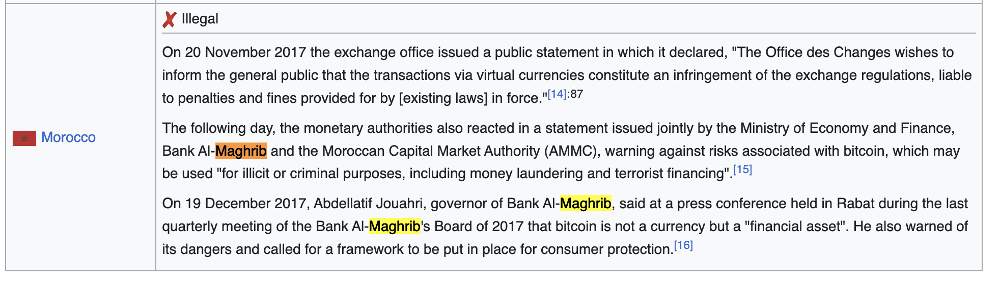 Illegal
On 20 November 2017 the exchange office issued a public statement in which it declared, "The Office des Changes wishes to
inform the general public that the transactions via virtual currencies constitute an infringement of the exchange regulations, liable
to penalties and fines provided for by [existing laws] in force."[14]:87
Morocco
The following day, the monetary authorities also reacted in a statement issued jointly by the Ministry of Economy and Finance,
Bank Al-Maghrib and the Moroccan Capital Market Authority (AMMC), warning against risks associated with bitcoin, which may
be used "for illicit or criminal purposes, including money laundering and terrorist financing".[15]
On 19 December 2017, Abdellatif Jouahri, governor of Bank Al-Maghrib, said at a press conference held in Rabat during the last
quarterly meeting of the Bank Al-Maghrib's Board of 2017 that bitcoin is not a currency but a "financial asset". He also warned of
its dangers and called for a framework to be put in place for consumer protection.[16]